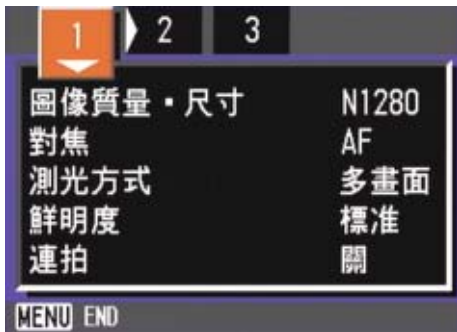 1 2 3
圖像質量・尺寸 N1280
對焦 AF
測光方式 多畫面
鮮明度 標准
連拍 關
MENU END